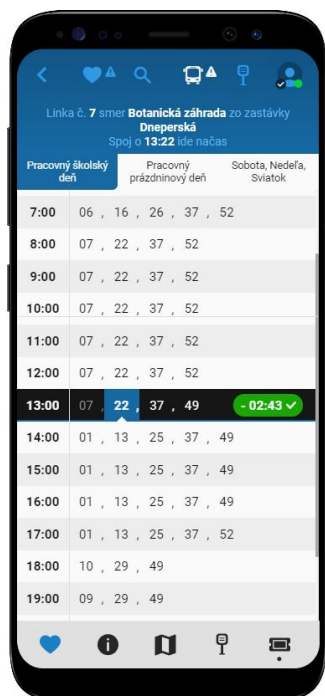 Linka č. 7 smer Botanická záhrada zo zastávky
Dneperská
Spoj o 13:22 ide načas
Pracovný školský
deň
Pracovný
prázdninový deň
Sobota, Nedeľa,
Sviatok
7:00 06 , 16 , 26 , 37 , 52
8:00 07 , 22 , 37 , 52
9:00 07 , 22 , 37 , 52
10:00 07 , 22 , 37 , 52
11:00 07 , 22 , 37 , 52
12:00 07 , 22 , 37 , 52
13:00 07 , 22 , 37 , 49 - 02:43
14:00 01 , 13 , 25 , 37 , 49
15:00 01 , 13 , 25 , 37 , 49
16:00 01 , 13 , 25 , 37 , 49
17:00 01 , 13 , 25 , 37 , 52
18:00 10 , 29 , 49
19:00 09 , 29 , 49